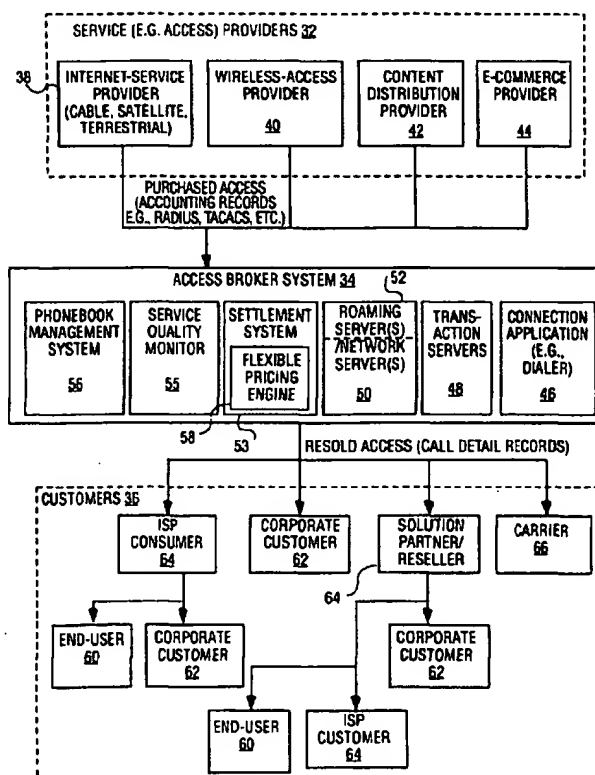 SERVICE (E.G. ACCESS) PROVIDERS 32
38
INTERNET-SERVICE
PROVIDER
(CABLE, SATELLITE,
TERRESTRIAL)
WIRELESS-ACCESS
PROVIDER
40
CONTENT
DISTRIBUTION
PROVIDER
42
E-COMMERCE
PROVIDER
44
PURCHASED ACCESS
(ACCOUNTING RECORDS
E.G., RADIUS, TACACS, ETC.)
ACCESS BROKER SYSTEM 34
52
PHONEBOOK
MANAGEMENT
SYSTEM
56
SERVICE
QUALITY
MONITOR
55
SETTLEMENT
SYSTEM
FLEXIBLE
PRICING
ENGINE
58
53
ROAMING
SERVER(S)
/NETWORK
SERVER(S)
50
TRANS-
ACTION
SERVERS
48
CONNECTION
APPLICATION
(E.G.,
DIALER)
46
RESOLD ACCESS (CALL DETAIL RECORDS)
CUSTOMERS 36
ISP
CONSUMER
64
CORPORATE
CUSTOMER
62
SOLUTION
PARTNER/
RESELLER
64
CARRIER
66
END-USER
60
CORPORATE
CUSTOMER
62
CORPORATE
CUSTOMER
62
END-USER
60
ISP
CUSTOMER
64